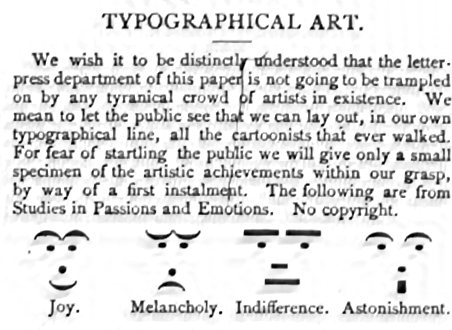 TYPOGRAPHICAL ART.
We wish it to be distinctly understood that the letter-
press department of this paper is not going to be trampled
on by any tyranical crowd of artists in existence. We
mean to let the public see that we can lay out, in our own
typographical line, all the cartoonists that ever walked.
For fear of startling the public we will give only a small
specimen of the artistic achievements within our grasp,
by way of a first instalment. The following are from
Studies in Passions and Emotions. No copyright.
Joy. Melancholy. Indifference. Astonishment.